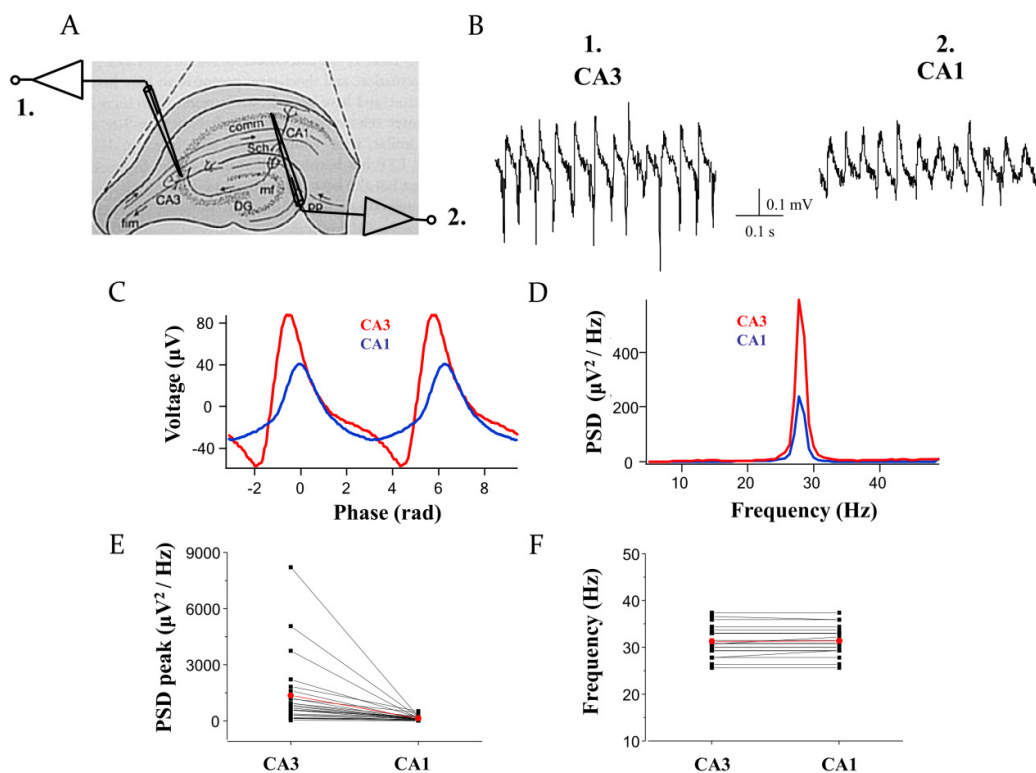 A
1.
comm
CA1
Sch
CA3
mf
DG
pp
fim
2.
B
1.
CA3
2.
CA1
0.1 mV
0.1 s
C
80
40
0
-40
Voltage (µV)
CA3
CA1
-2 0 2 4 6 8
Phase (rad)
D
400
200
0
PSD (µV² / Hz)
CA3
CA1
10 20 30 40
Frequency (Hz)
E
9000
6000
3000
0
PSD peak (µV² / Hz)
CA3 CA1
F
50
40
30
20
10
Frequency (Hz)
CA3 CA1